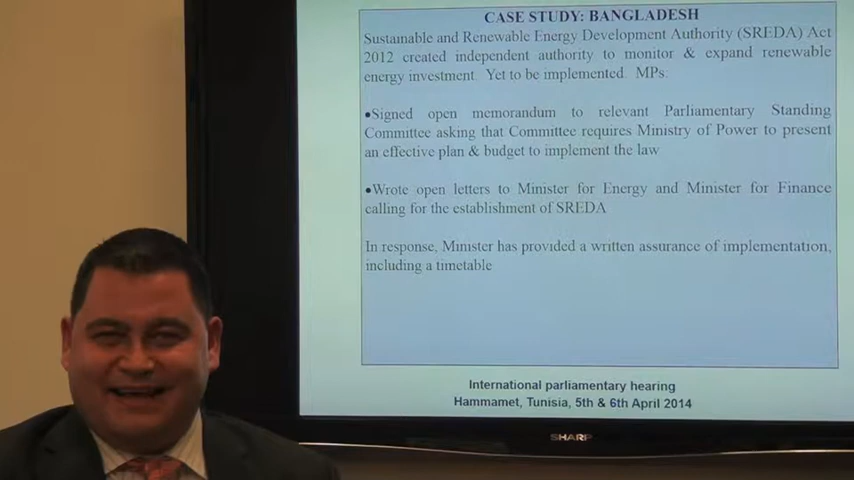 CASE STUDY: BANGLADESH
Sustainable and Renewable Energy Development Authority (SREDA) Act
2012 created independent authority to monitor & expand renewable
energy investment. Yet to be implemented. MPs:
•Signed open memorandum to relevant Parliamentary Standing
Committee asking that Committee requires Ministry of Power to present
an effective plan & budget to implement the law
•Wrote open letters to Minister for Energy and Minister for Finance
calling for the establishment of SREDA
In response, Minister has provided a written assurance of implementation,
including a timetable
International parliamentary hearing
Hammamet, Tunisia, 5th & 6th April 2014
SHARP